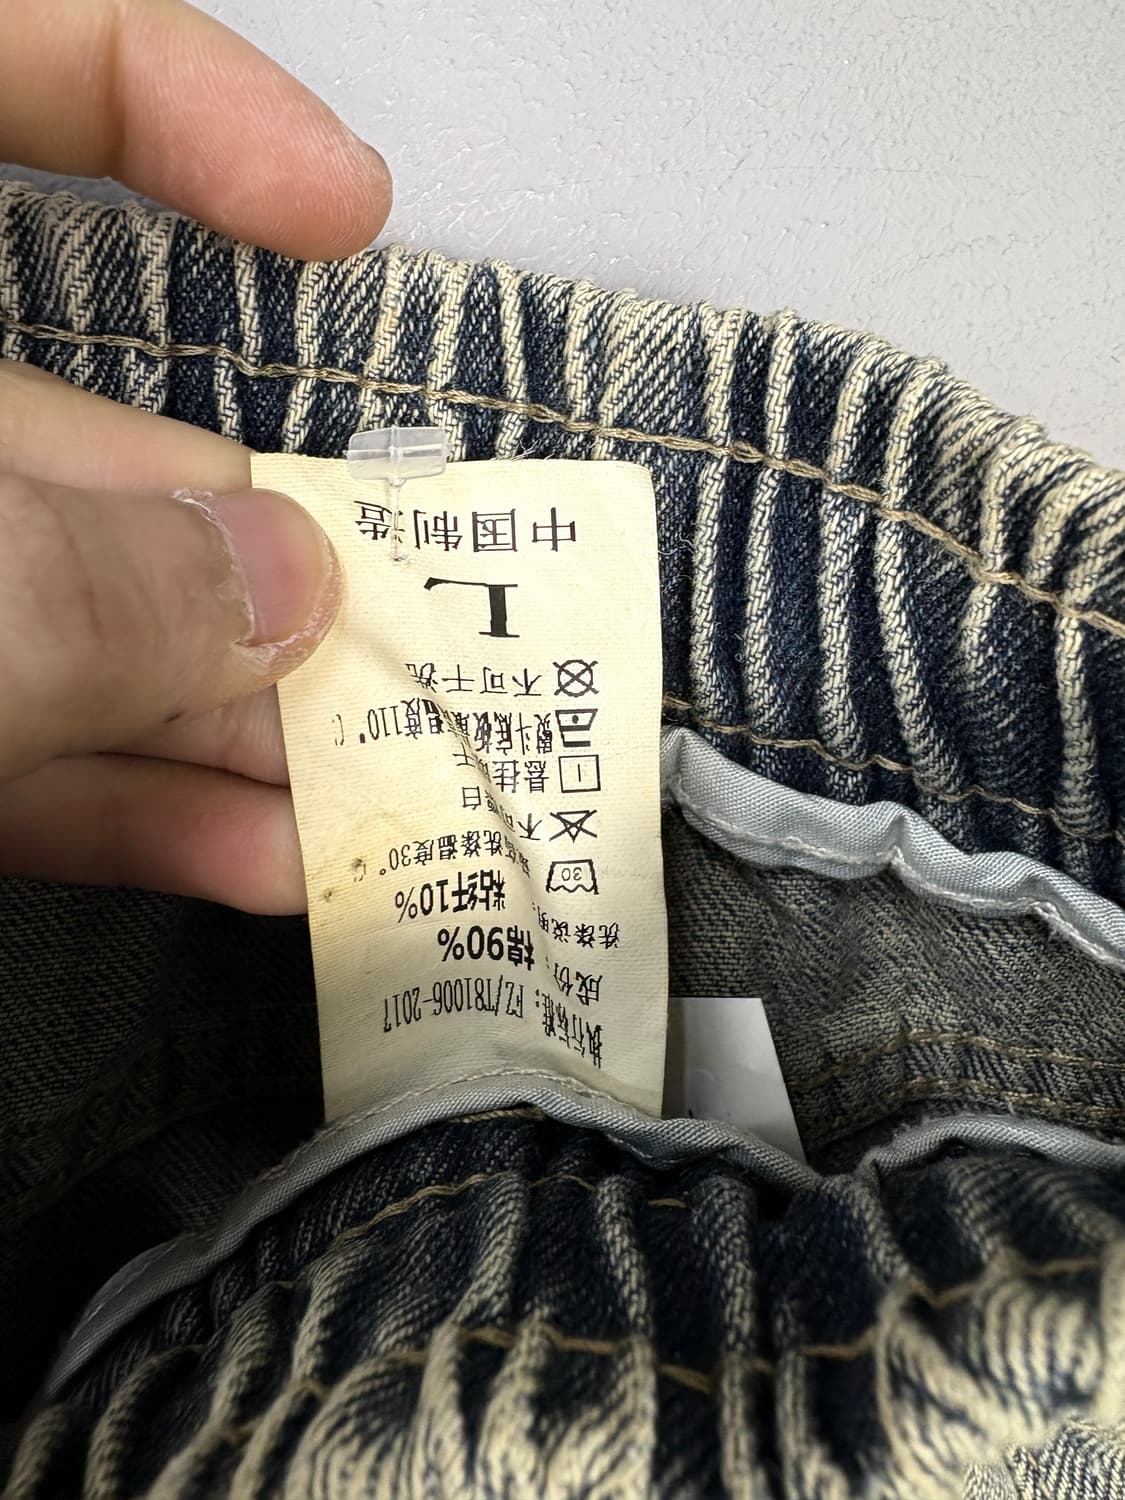 执行标准：FZ/T81006-2017
成份：棉90%
粘纤10%
洗涤说明：
30 最高洗涤温度30°C
不可漂白
悬挂晾干
熨斗底板最高温度110°C
不可干洗
L
中国制造